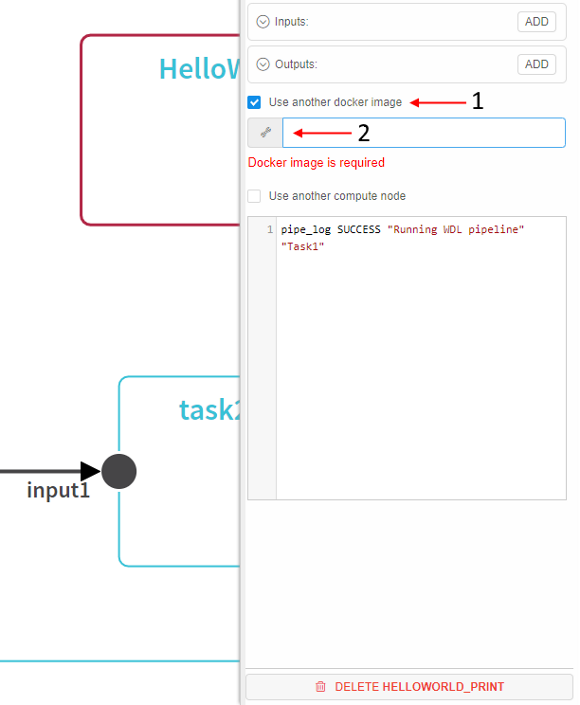 HelloW
Inputs:
ADD
Outputs:
ADD
Use another docker image
1
2
Docker image is required
Use another compute node
1 pipe_log SUCCESS "Running WDL pipeline"
"Task1"
task2
input1
DELETE HELLOWORLD_PRINT